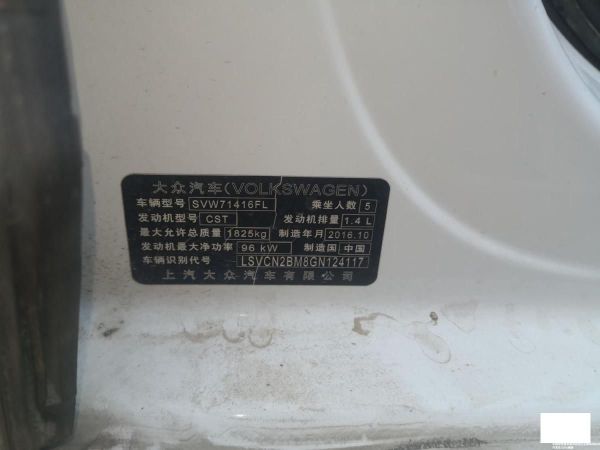 大众汽车(VOLKSWAGEN)
车辆型号 SVW71416FL 乘坐人数 5
发动机型号 CST 发动机排量 1.4 L
最大允许总质量 1825kg 制造年月 2016.10
发动机最大净功率 96 kW 制造国 中国
车辆识别代号 LSVCN2BM8GN124117
上汽大众汽车有限公司